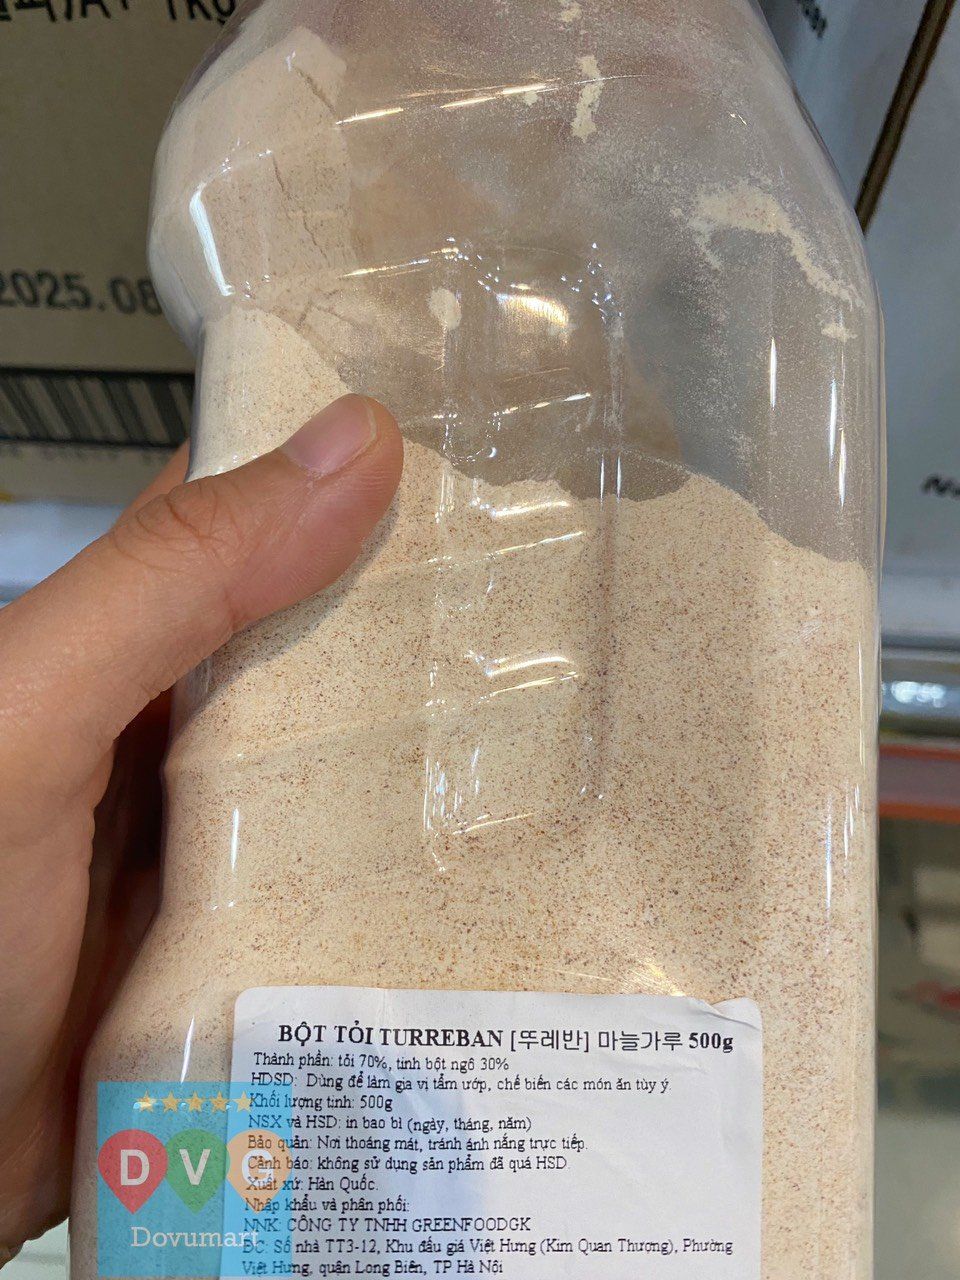 1kg
2025.08
BỘT TỎI TURREBAN [뚜레반] 마늘가루 500g
Thành phần: tỏi 70%, tinh bột ngô 30%
HDSD: Dùng để làm gia vị tẩm ướp, chế biến các món ăn tùy ý.
Khối lượng tịnh: 500g
NSX và HSD: in bao bì (ngày, tháng, năm)
Bảo quản: Nơi thoáng mát, tránh ánh nắng trực tiếp.
Cảnh báo: không sử dụng sản phẩm đã quá HSD.
Xuất xứ: Hàn Quốc.
Nhập khẩu và phân phối:
NNK: CÔNG TY TNHH GREENFOODGK
ĐC: Số nhà TT3-12, Khu đấu giá Việt Hưng (Kim Quan Thượng), Phường
Việt Hưng, quận Long Biên, TP Hà Nội
DVG
Dovumart